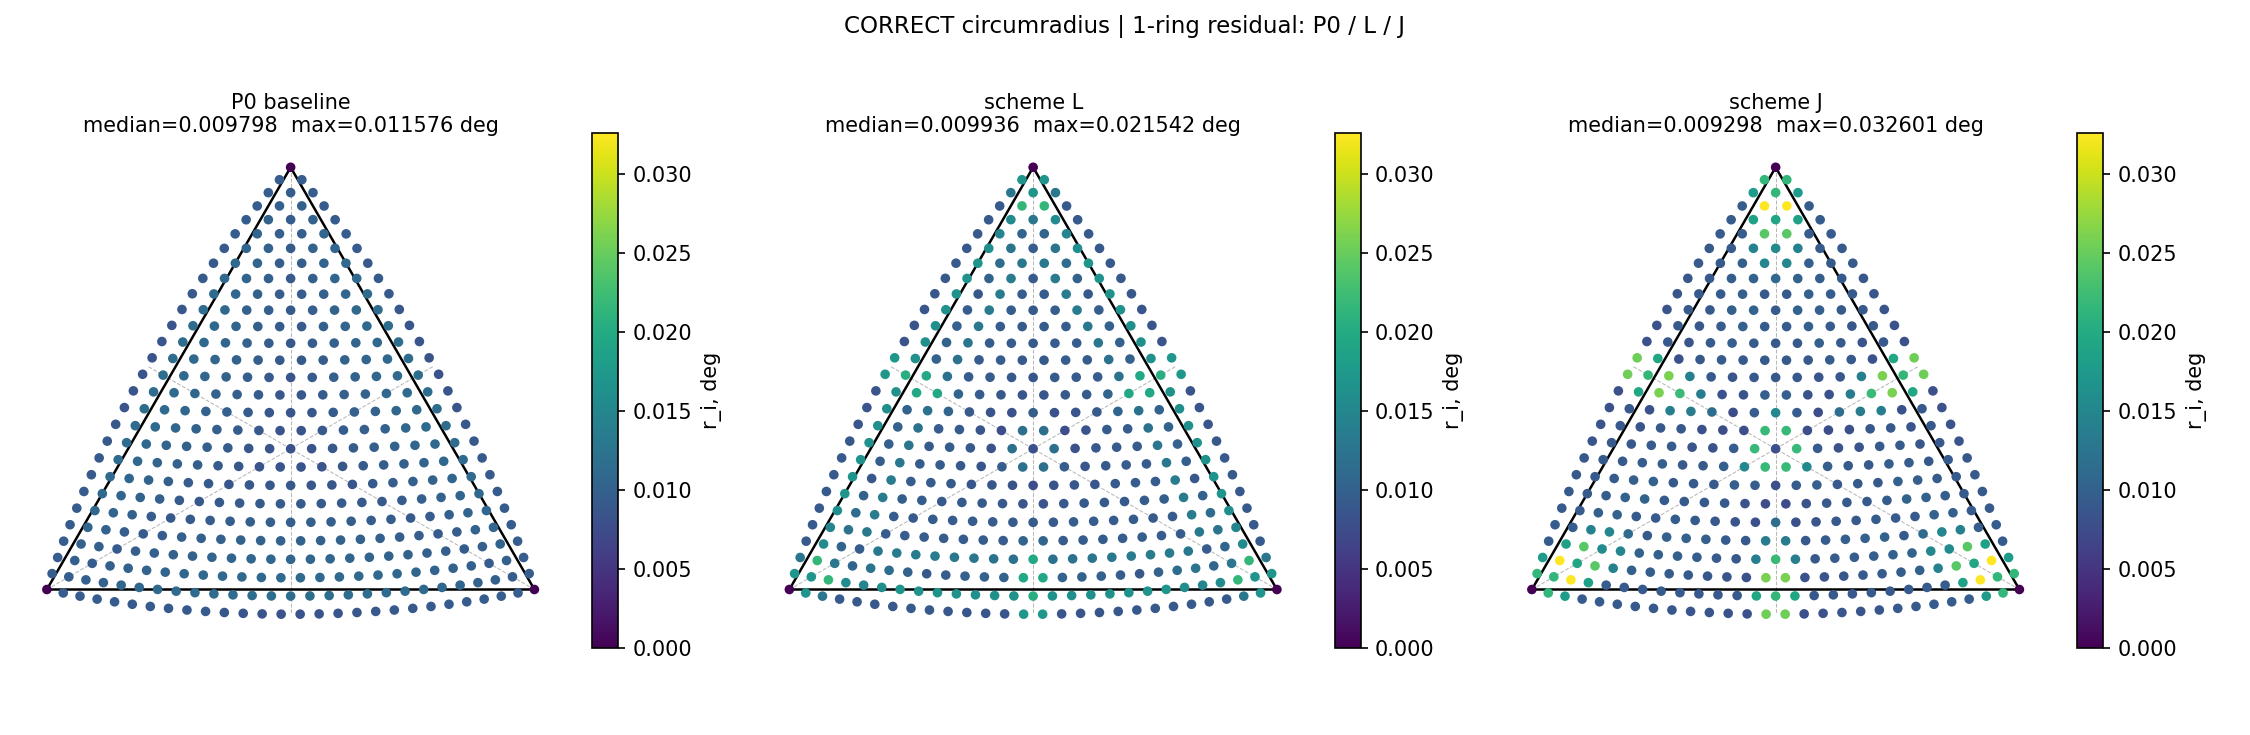 CORRECT circumradius | 1-ring residual: P0 / L / J
P0 baseline
median=0.009798  max=0.011576 deg
0.030
0.025
0.020
0.015
0.010
0.005
0.000
r_i, deg
scheme L
median=0.009936  max=0.021542 deg
0.030
0.025
0.020
0.015
0.010
0.005
0.000
r_i, deg
scheme J
median=0.009298  max=0.032601 deg
0.030
0.025
0.020
0.015
0.010
0.005
0.000
r_i, deg